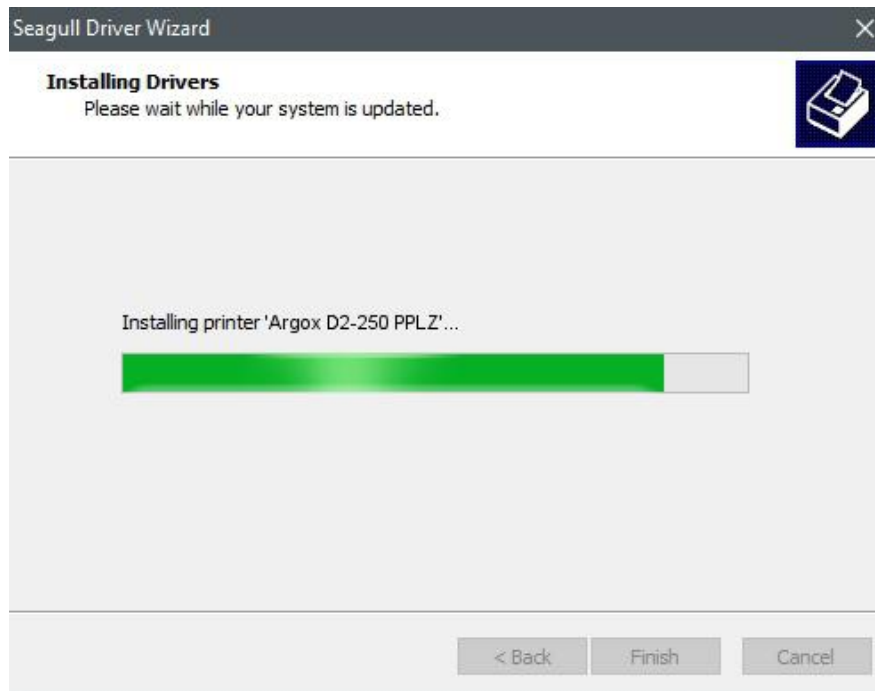 Seagull Driver Wizard
Installing Drivers
Please wait while your system is updated.
Installing printer 'Argox D2-250 PPLZ'...
< Back
Finish
Cancel